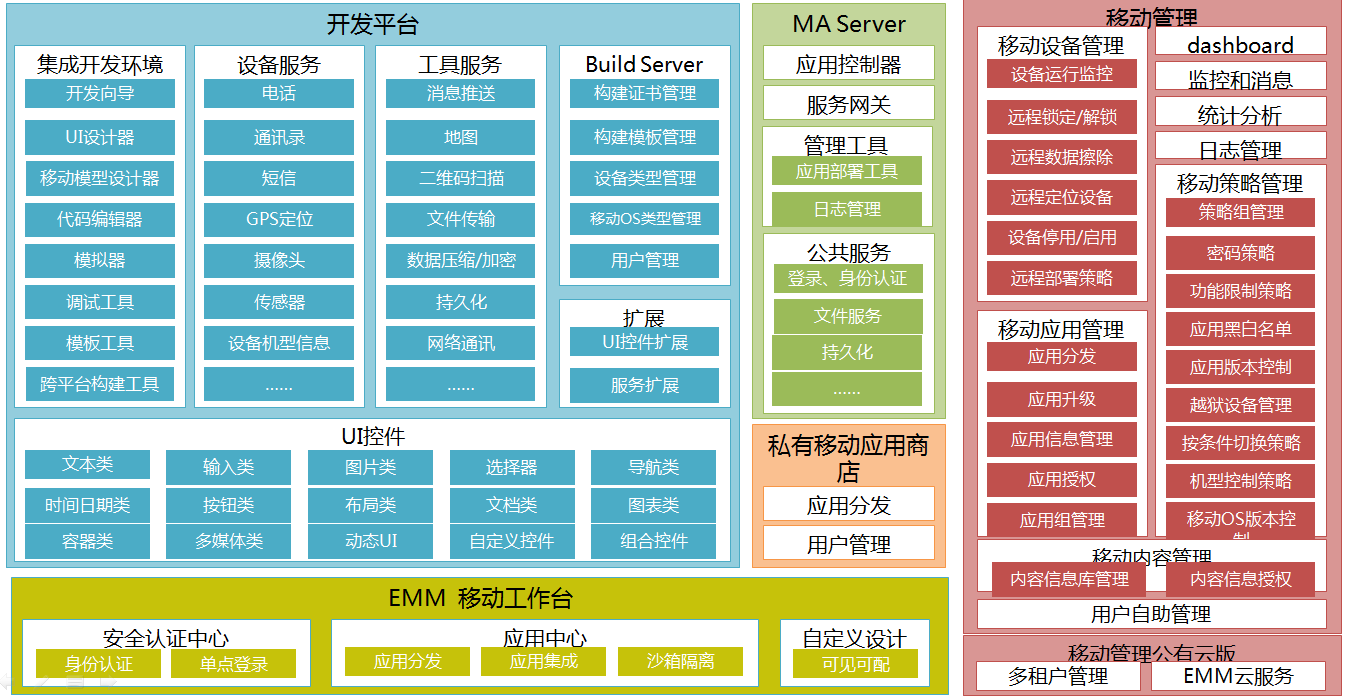 开发平台
集成开发环境
开发向导
UI设计器
移动模型设计器
代码编辑器
模拟器
调试工具
模板工具
跨平台构建工具
设备服务
电话
通讯录
短信
GPS定位
摄像头
传感器
设备机型信息
......
工具服务
消息推送
地图
二维码扫描
文件传输
数据压缩/加密
持久化
网络通讯
......
Build Server
构建证书管理
构建模板管理
设备类型管理
移动OS类型管理
用户管理
扩展
UI控件扩展
服务扩展
UI控件
文本类
输入类
图片类
选择器
导航类
时间日期类
按钮类
布局类
文档类
图表类
容器类
多媒体类
动态UI
自定义控件
组合控件
MA Server
应用控制器
服务网关
管理工具
应用部署工具
日志管理
公共服务
登录、身份认证
文件服务
持久化
......
私有移动应用商
店
应用分发
用户管理
移动管理
移动设备管理
设备运行监控
远程锁定/解锁
远程数据擦除
远程定位设备
设备停用/启用
远程部署策略
移动应用管理
应用分发
应用升级
应用信息管理
应用授权
应用组管理
dashboard
监控和消息
统计分析
日志管理
移动策略管理
策略组管理
密码策略
功能限制策略
应用黑白名单
应用版本控制
越狱设备管理
按条件切换策略
机型控制策略
移动OS版本控
制
移动内容管理
内容信息库管理
内容信息授权
用户自助管理
移动管理公有云版
多租户管理
EMM云服务
EMM 移动工作台
安全认证中心
身份认证
单点登录
应用中心
应用分发
应用集成
沙箱隔离
自定义设计
可见可配